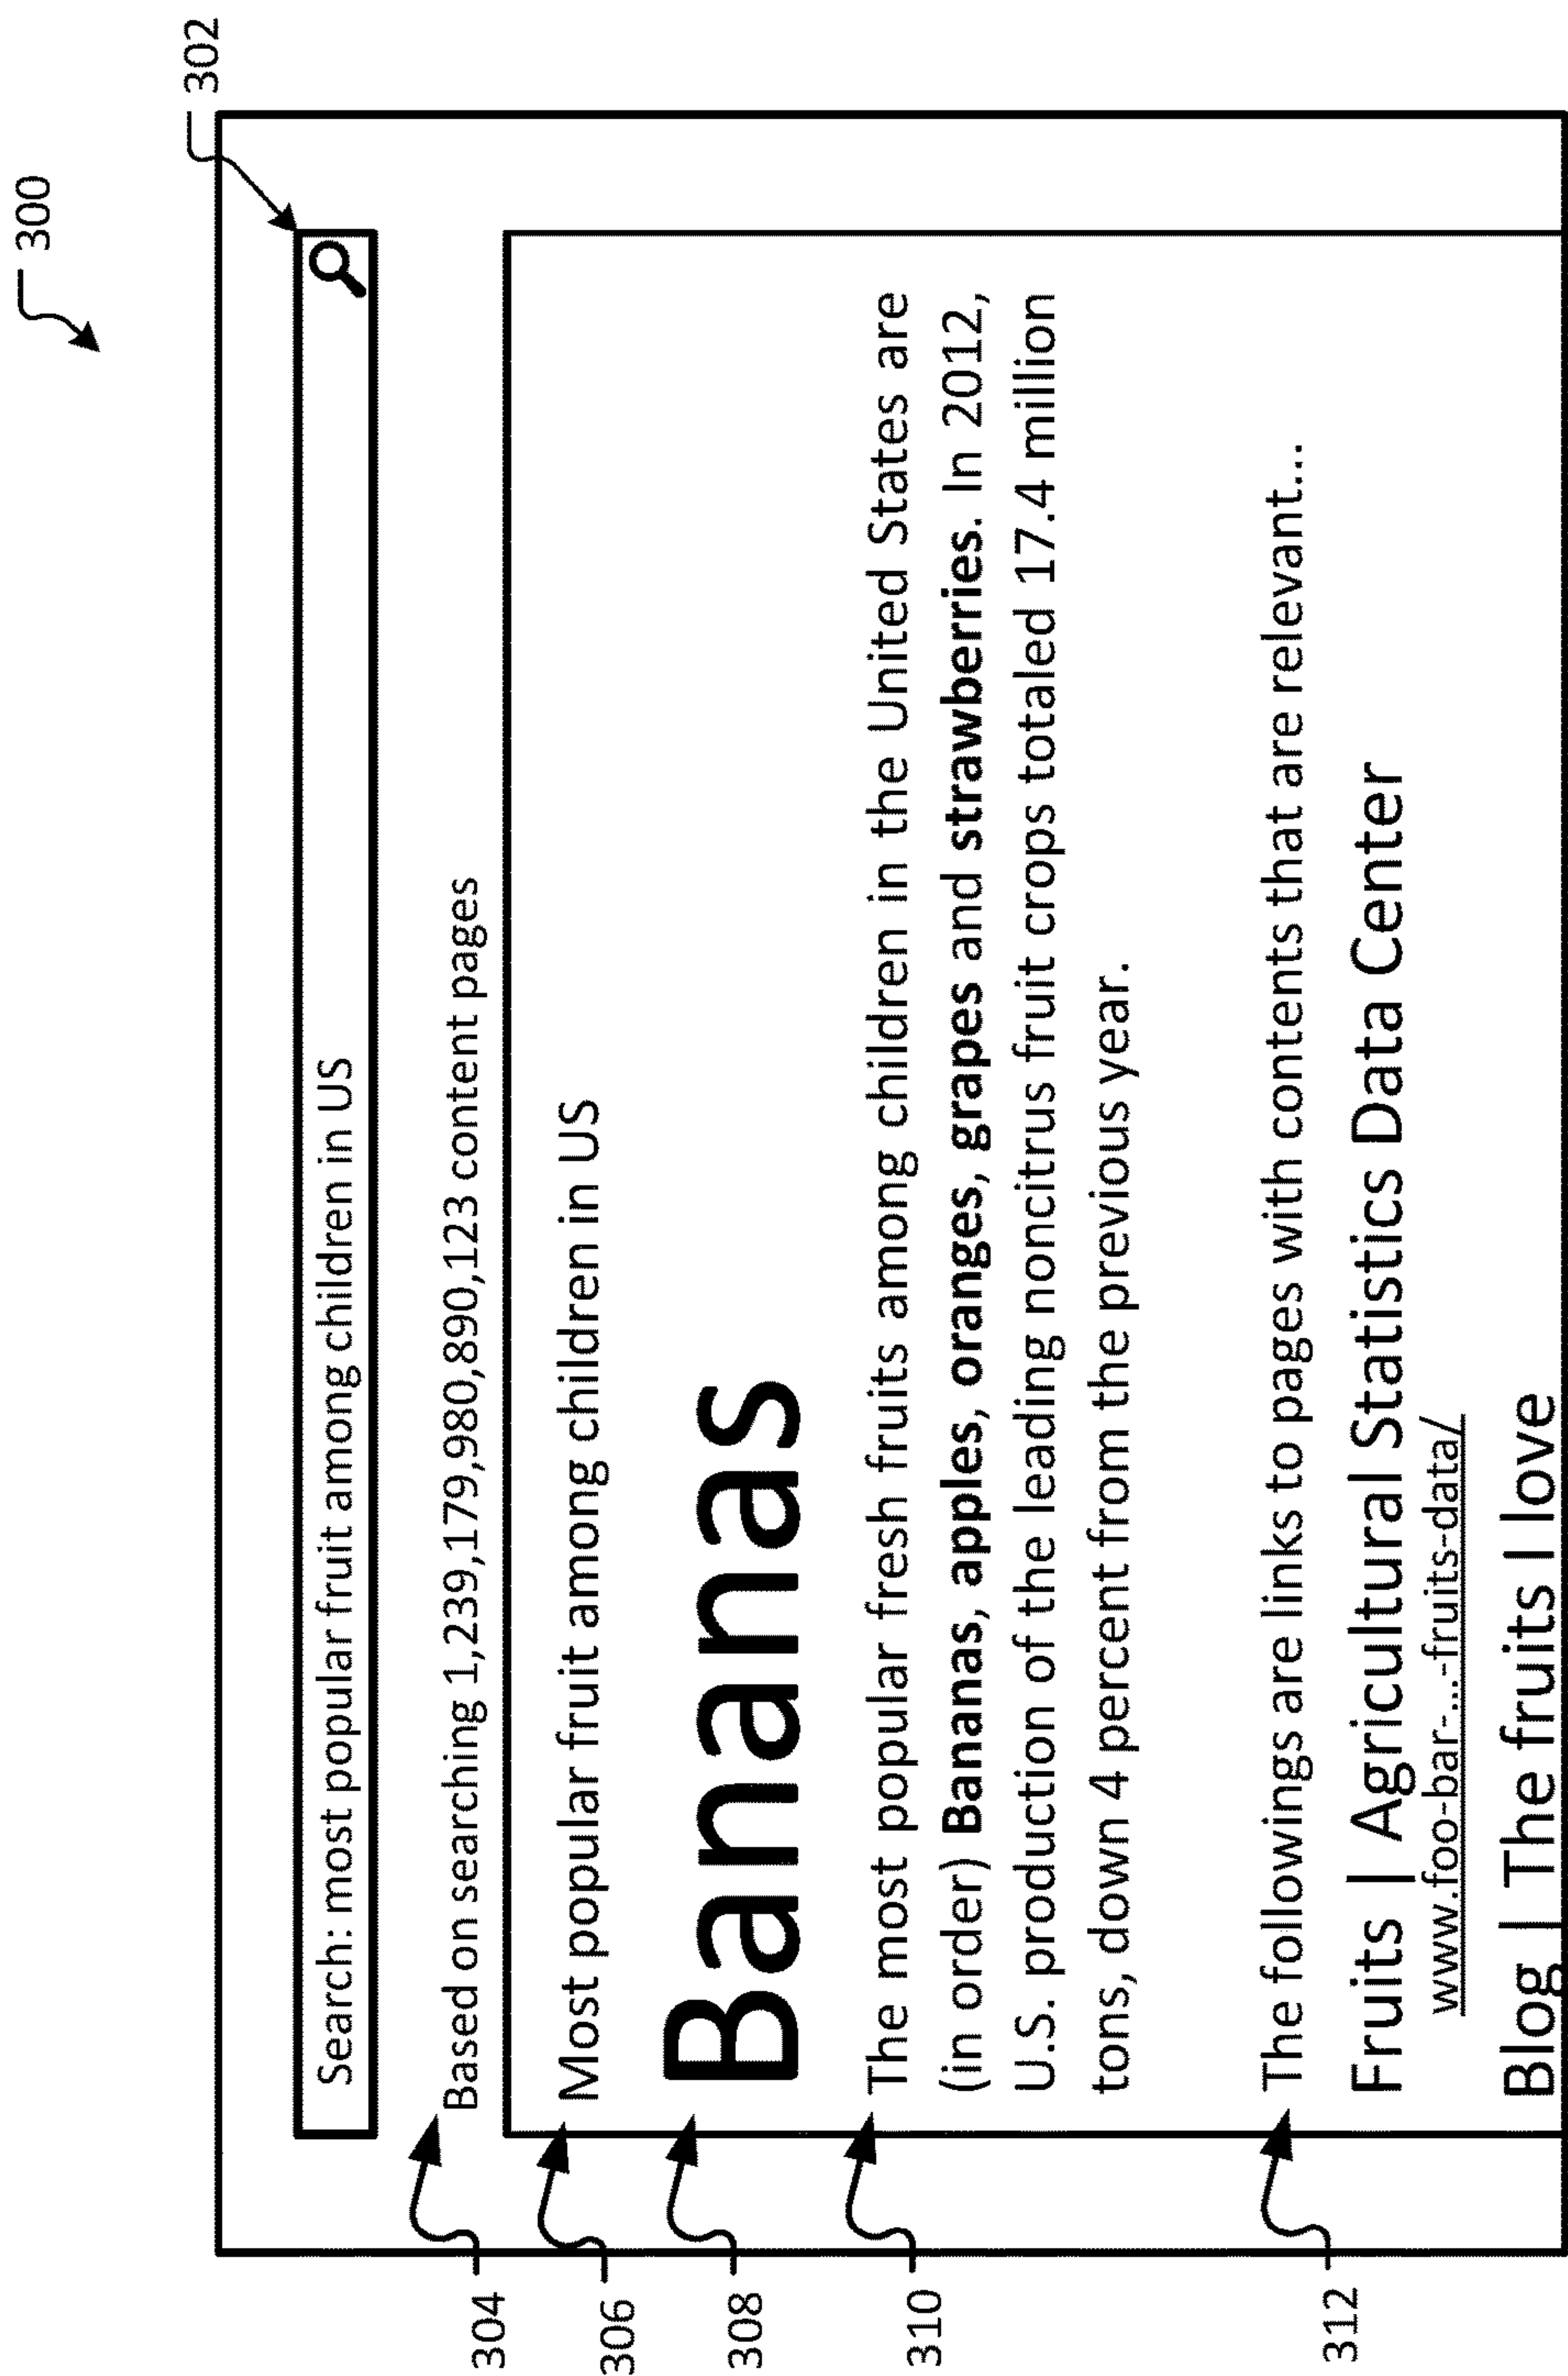 300
302
Search: most popular fruit among children in US
304
Based on searching 1,239,179,980,890,123 content pages
306
Most popular fruit among children in US
308
Bananas
310
The most popular fresh fruits among children in the United States are
(in order) Bananas, apples, oranges, grapes and strawberries. In 2012,
U.S. production of the leading noncitrus fruit crops totaled 17.4 million
tons, down 4 percent from the previous year.
312
The followings are links to pages with contents that are relevant...
Fruits | Agricultural Statistics Data Center
www.foo-bar-...-fruits-data/
Blog | The fruits I love